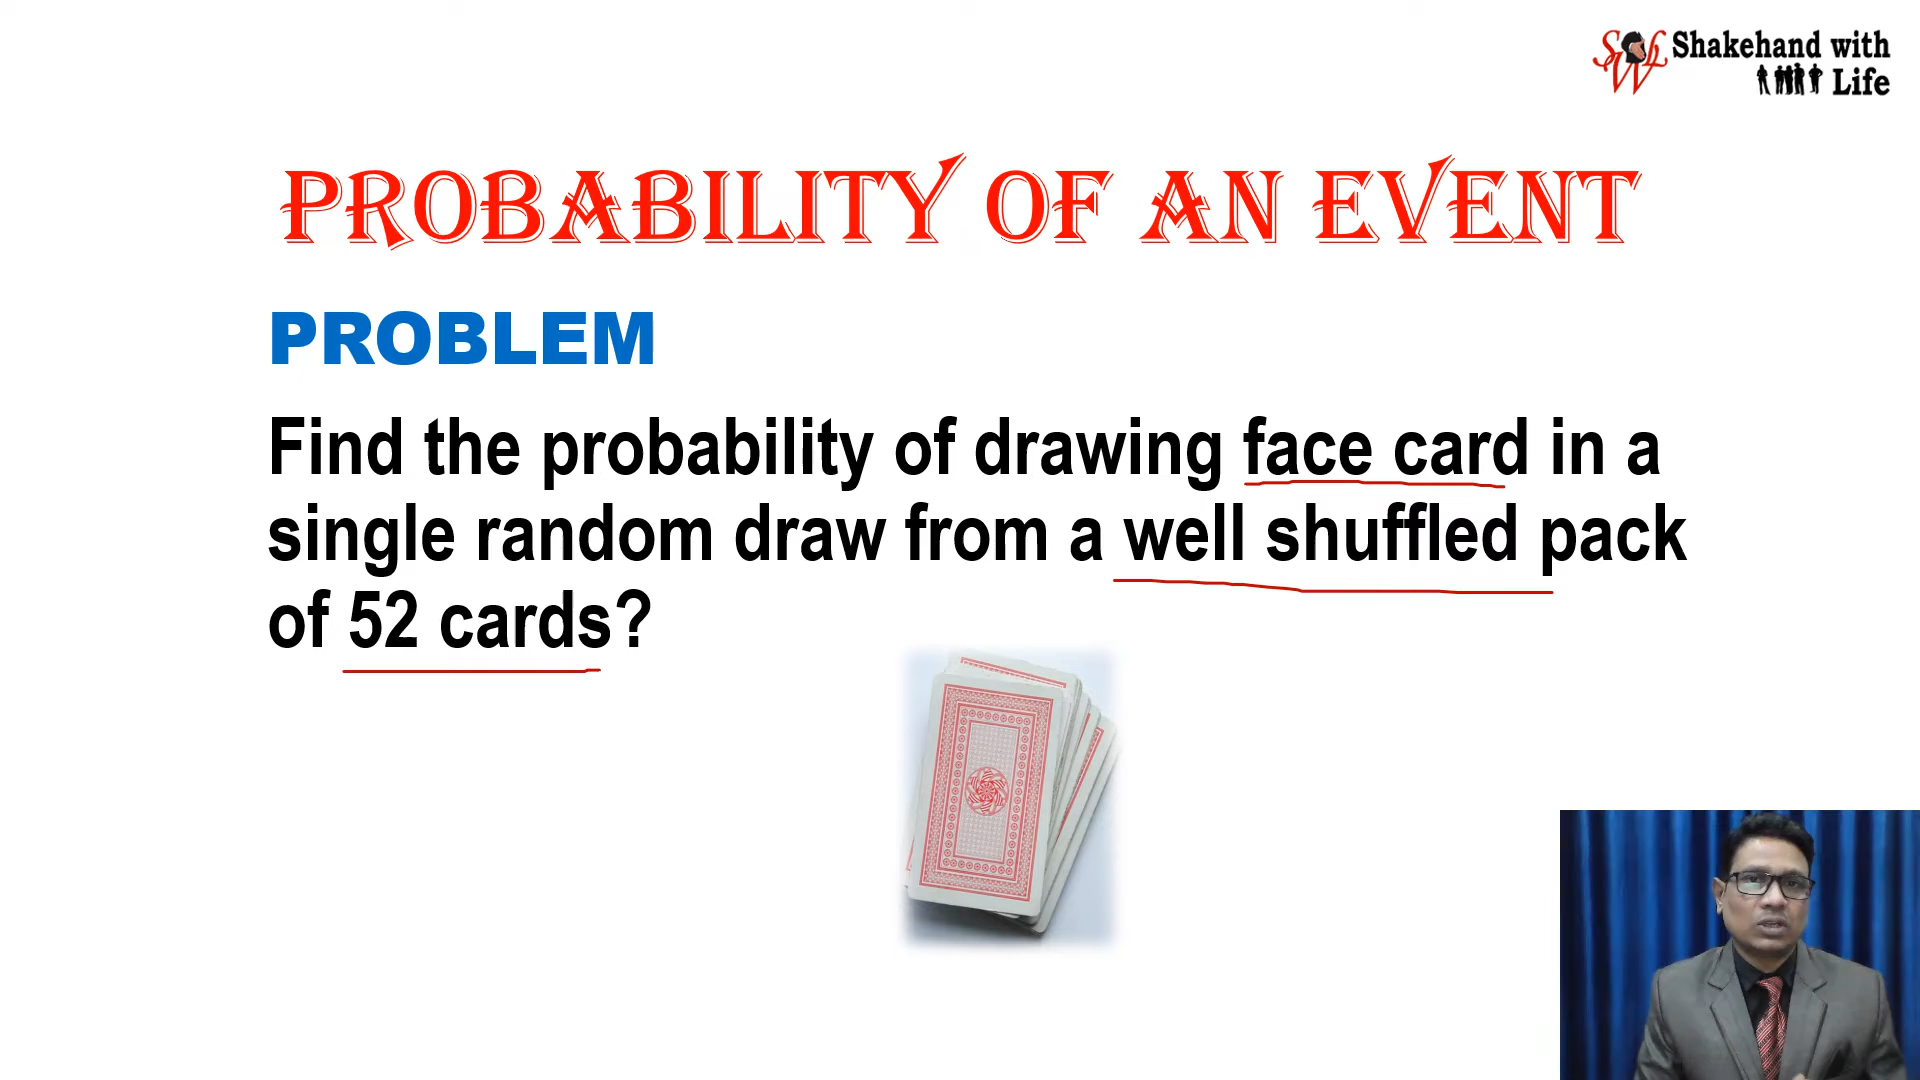 SWL Shakehand with
Life
PROBABILITY OF AN EVENT
PROBLEM
Find the probability of drawing face card in a
single random draw from a well shuffled pack
of 52 cards?